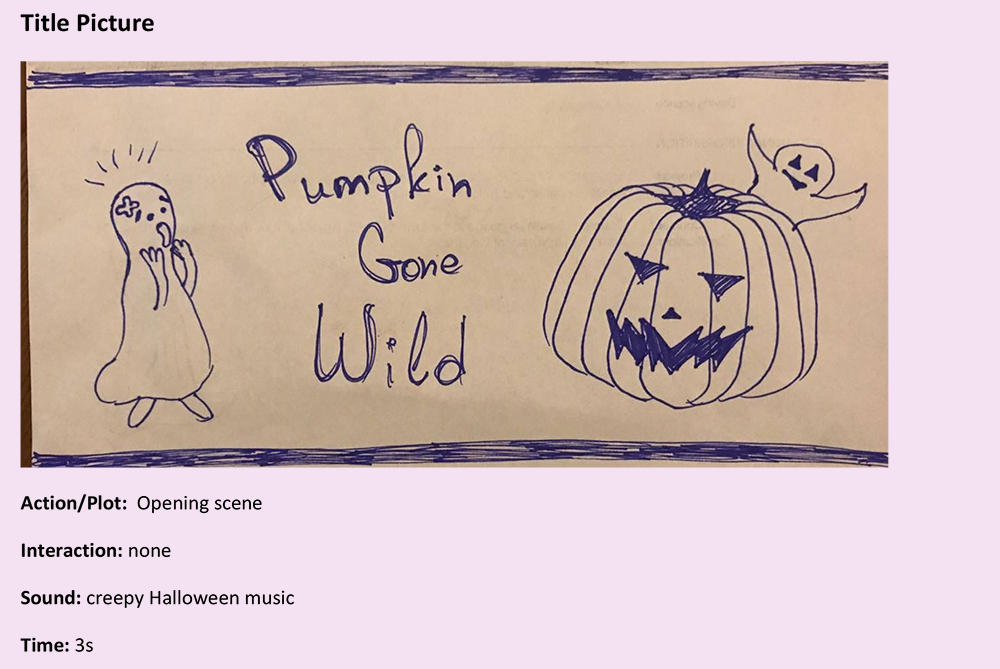 Title Picture
Pumpkin
Gone
Wild
Action/Plot: Opening scene
Interaction: none
Sound: creepy Halloween music
Time: 3s